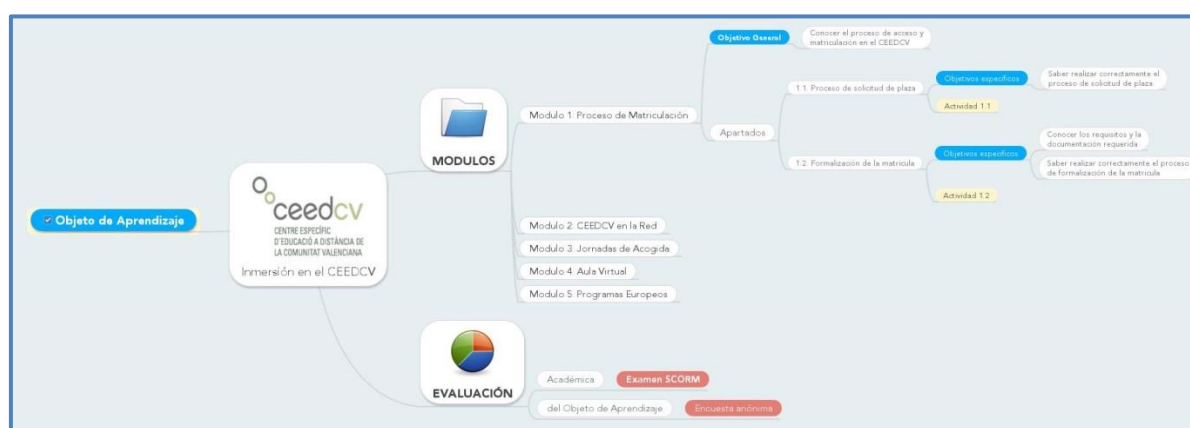 Objeto de Aprendizaje
ceedcv
CENTRE ESPECÍFIC
D'EDUCACIÓ A DISTÀNCIA DE
LA COMUNITAT VALENCIANA
Inmersión en el CEEDCV
MODULOS
Modulo 1 Proceso de Matriculación
Objetivo General
Conocer el proceso de acceso y
matriculación en el CEEDCV
Apartados
1.1. Proceso de solicitud de plaza
Objetivos específicos
Saber realizar correctamente el
proceso de solicitud de plaza
Actividad 1.1
1.2. Formalización de la matricula
Objetivos específicos
Conocer los requisitos y la
documentación requerida
Saber realizar correctamente el proceso
de formalización de la matricula
Actividad 1.2
Modulo 2 CEEDCV en la Red
Modulo 3 Jornadas de Acogida
Modulo 4 Aula Virtual
Modulo 5 Programas Europeos
EVALUACIÓN
Académica
Examen SCORM
del Objeto de Aprendizaje
Encuesta anónima